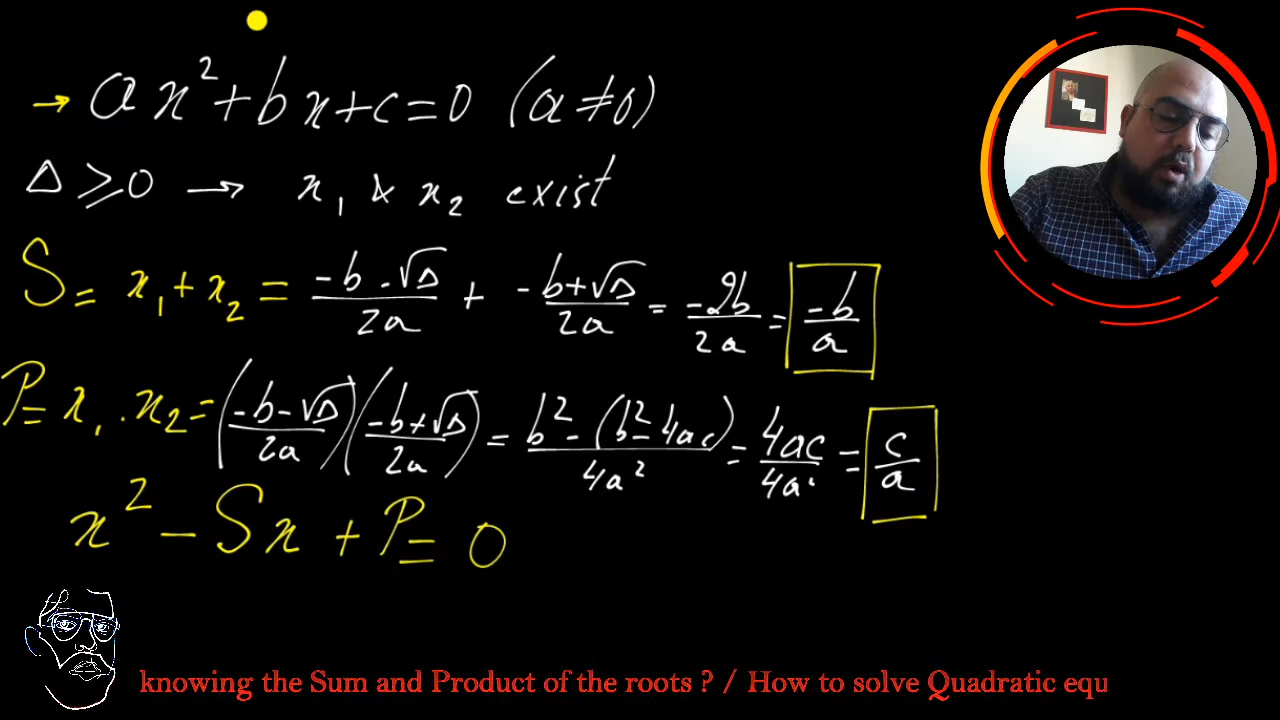 → ax² + bx + c = 0 (a ≠ 0)
Δ ≥ 0 → x₁ & x₂ exist
S = x₁ + x₂ = (-b - √Δ)/2a + (-b + √Δ)/2a = -2b/2a = -b/a
P = x₁ . x₂ = ((-b - √Δ)/2a) ((-b + √Δ)/2a) = (b² - (b² - 4ac))/4a² = 4ac/4a² = c/a
x² - Sx + P = 0
knowing the Sum and Product of the roots ? / How to solve Quadratic equ